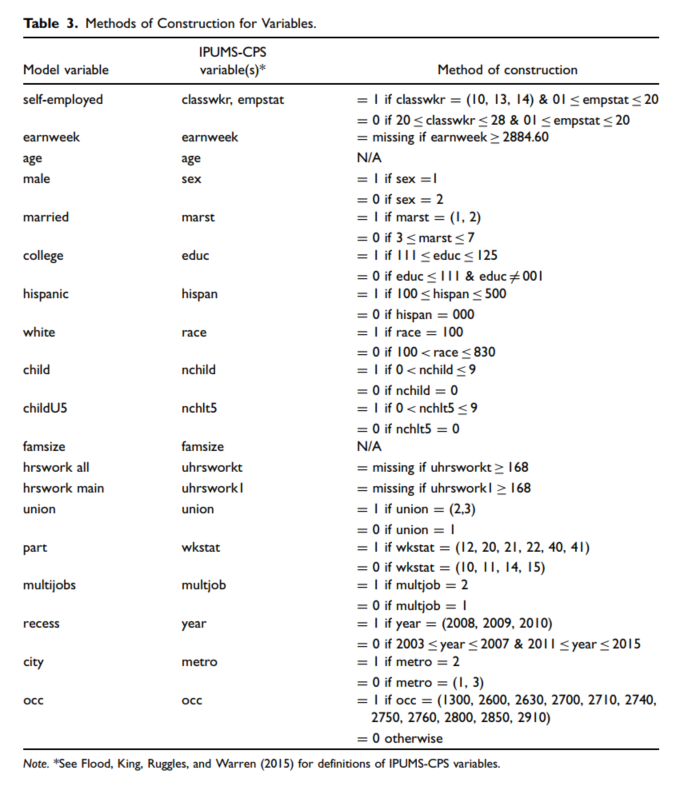 Table 3. Methods of Construction for Variables.
IPUMS-CPS
Model variable variable(s)* Method of construction
self-employed classwkr, empstat = 1 if classwkr = (10, 13, 14) & 01 ≤ empstat ≤ 20
= 0 if 20 ≤ classwkr ≤ 28 & 01 ≤ empstat ≤ 20
earnweek earnweek = missing if earnweek ≥ 2884.60
age age N/A
male sex = 1 if sex =1
= 0 if sex = 2
married marst = 1 if marst = (1, 2)
= 0 if 3 ≤ marst ≤ 7
college educ = 1 if 111 ≤ educ ≤ 125
= 0 if educ ≤ 111 & educ ≠ 001
hispanic hispan = 1 if 100 ≤ hispan ≤ 500
= 0 if hispan = 000
white race = 1 if race = 100
= 0 if 100 < race ≤ 830
child nchild = 1 if 0 < nchild ≤ 9
= 0 if nchild = 0
childU5 nchlt5 = 1 if 0 < nchlt5 ≤ 9
= 0 if nchlt5 = 0
famsize famsize N/A
hrswork all uhrsworkt = missing if uhrsworkt ≥ 168
hrswork main uhrswork1 = missing if uhrswork1 ≥ 168
union union = 1 if union = (2,3)
= 0 if union = 1
part wkstat = 1 if wkstat = (12, 20, 21, 22, 40, 41)
= 0 if wkstat = (10, 11, 14, 15)
multijobs multjob = 1 if multjob = 2
= 0 if multjob = 1
recess year = 1 if year = (2008, 2009, 2010)
= 0 if 2003 ≤ year ≤ 2007 & 2011 ≤ year ≤ 2015
city metro = 1 if metro = 2
= 0 if metro = (1, 3)
occ occ = 1 if occ = (1300, 2600, 2630, 2700, 2710, 2740,
2750, 2760, 2800, 2850, 2910)
= 0 otherwise
Note. *See Flood, King, Ruggles, and Warren (2015) for definitions of IPUMS-CPS variables.